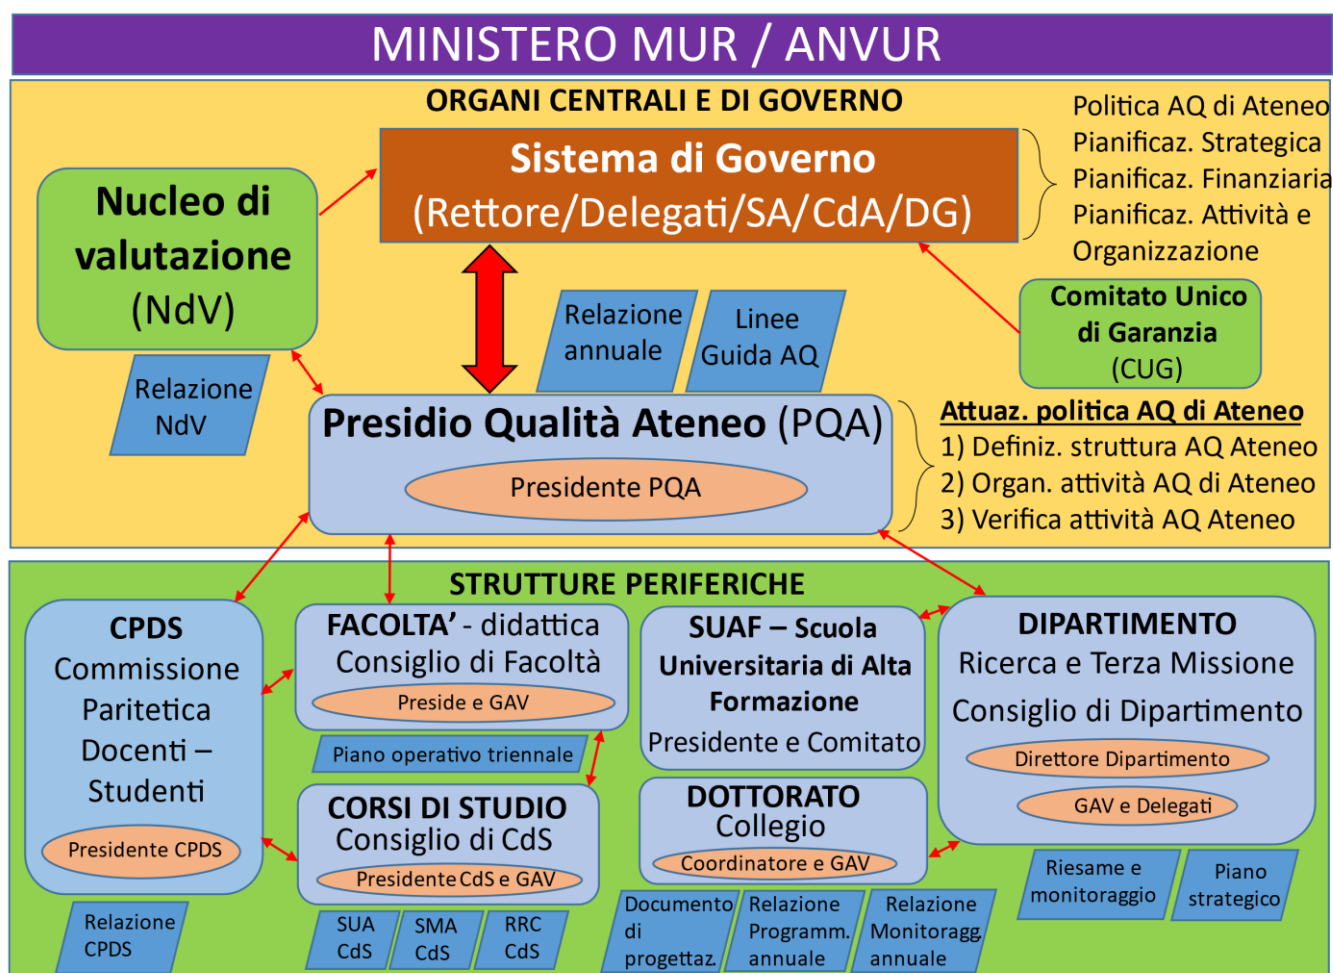 MINISTERO MUR / ANVUR
ORGANI CENTRALI E DI GOVERNO
Nucleo di
valutazione
(NdV)
Relazione
NdV
Sistema di Governo
(Rettore/Delegati/SA/CdA/DG)
Politica AQ di Ateneo
Pianificaz. Strategica
Pianificaz. Finanziaria
Pianificaz. Attività e
Organizzazione
Comitato Unico
di Garanzia
(CUG)
Relazione
annuale
Linee
Guida AQ
Presidio Qualità Ateneo (PQA)
Presidente PQA
Attuaz. politica AQ di Ateneo
1) Definiz. struttura AQ Ateneo
2) Organ. attività AQ di Ateneo
3) Verifica attività AQ Ateneo
STRUTTURE PERIFERICHE
CPDS
Commissione
Paritetica
Docenti –
Studenti
Presidente CPDS
Relazione
CPDS
FACOLTA’ - didattica
Consiglio di Facoltà
Preside e GAV
Piano operativo triennale
CORSI DI STUDIO
Consiglio di CdS
Presidente CdS e GAV
SUA
CdS
SMA
CdS
RRC
CdS
SUAF – Scuola
Universitaria di Alta
Formazione
Presidente e Comitato
DOTTORATO
Collegio
Coordinatore e GAV
Documento
di
progettaz.
Relazione
Programm.
annuale
Relazione
Monitoragg.
annuale
DIPARTIMENTO
Ricerca e Terza Missione
Consiglio di Dipartimento
Direttore Dipartimento
GAV e Delegati
Riesame e
monitoraggio
Piano
strategico